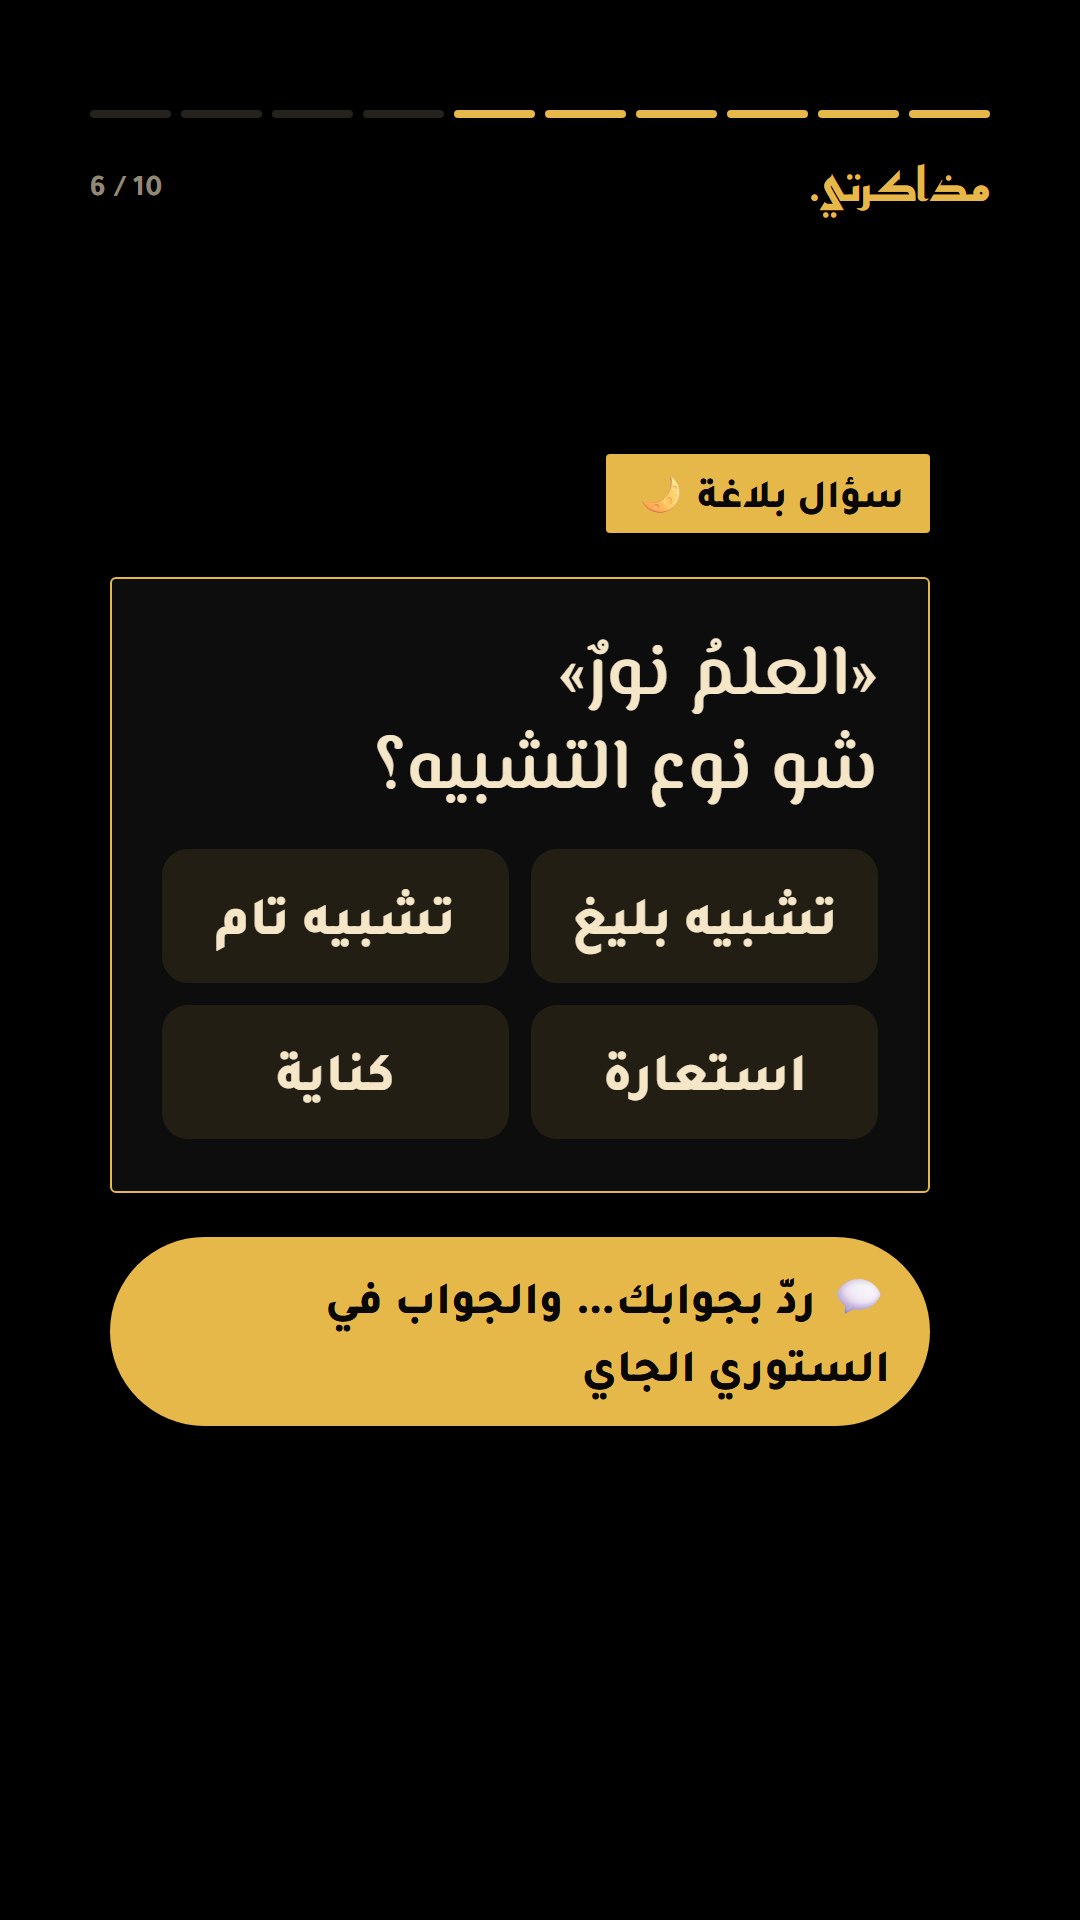 مذاكرتي.
6 / 10
سؤال بلاغة 🌛
«العلمُ نورٌ»
شو نوع التشبيه؟
تشبيه بليغ
تشبيه تام
استعارة
كناية
💬 ردّ بجوابك... والجواب في
الستوري الجاي